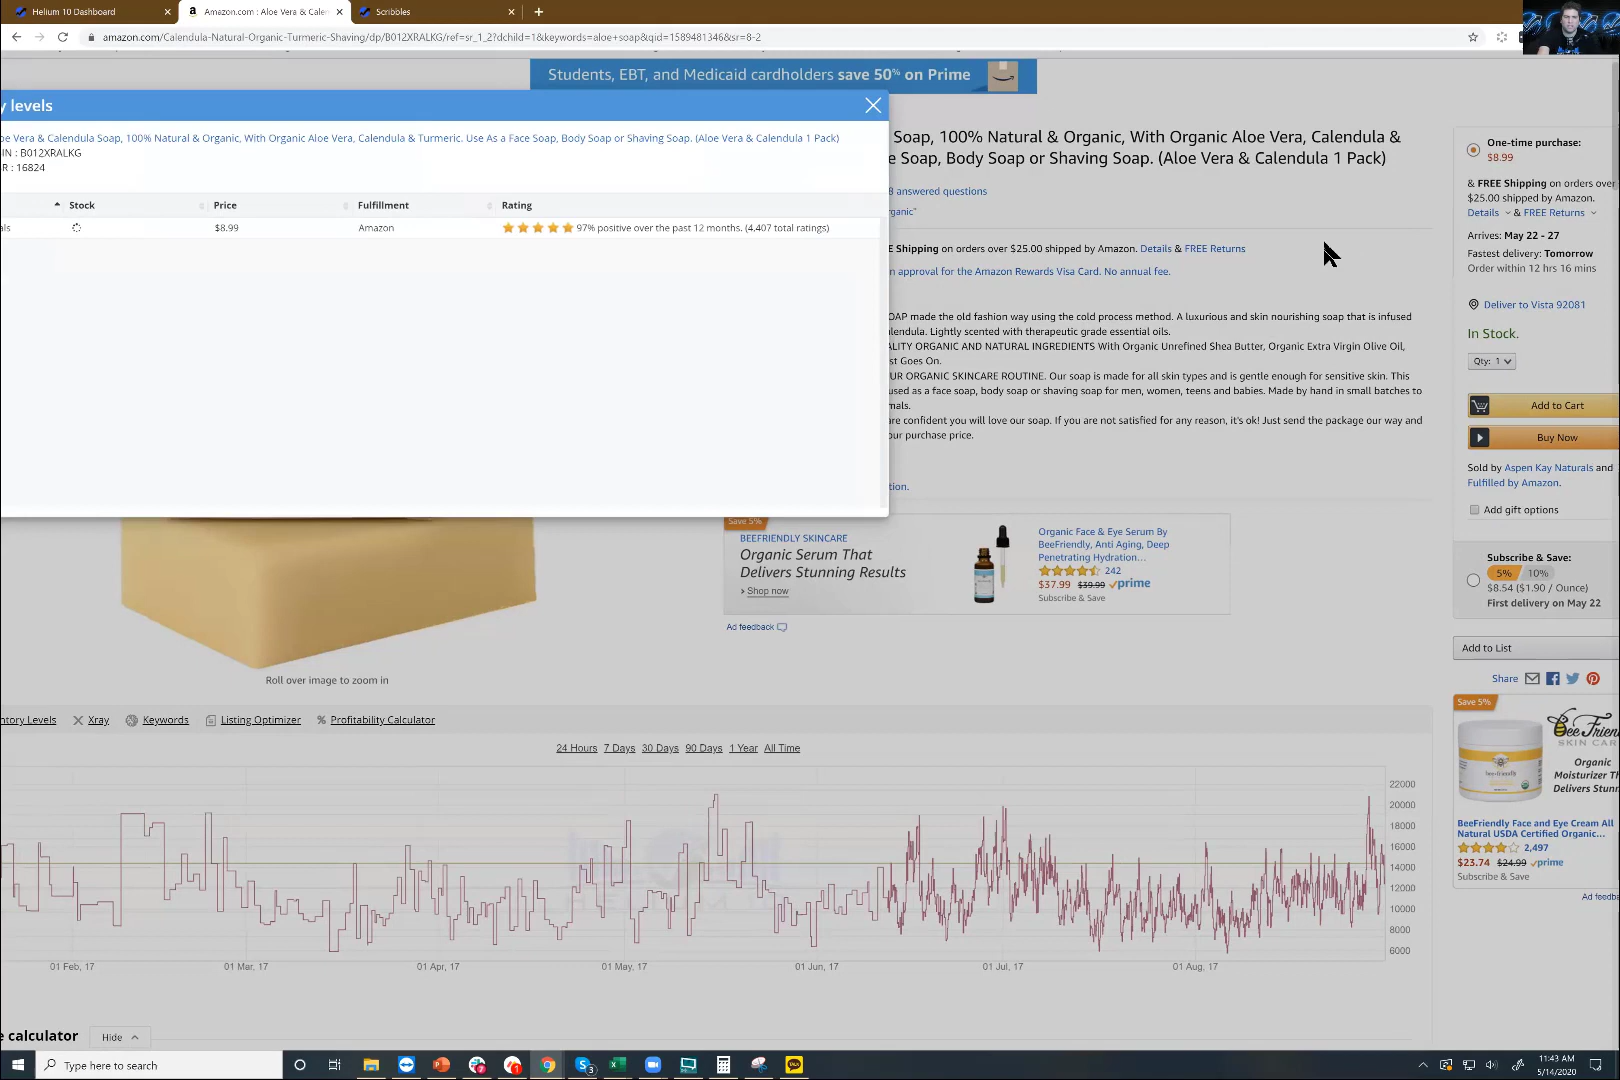 Helium 10 Dashboard
Amazon.com : Aloe Vera & Calen
Scribbles
amazon.com/Calendula-Natural-Organic-Turmeric-Shaving/dp/B012XRALKG/ref=sr_1_2?dchild=1&keywords=aloe+soap&qid=1589481346&sr=8-2
Students, EBT, and Medicaid cardholders save 50% on Prime
y levels
oe Vera & Calendula Soap, 100% Natural & Organic, With Organic Aloe Vera, Calendula & Turmeric. Use As a Face Soap, Body Soap or Shaving Soap. (Aloe Vera & Calendula 1 Pack)
IN : B012XRALKG
R : 16824
Stock Price Fulfillment Rating
als $8.99 Amazon 97% positive over the past 12 months. (4,407 total ratings)
Soap, 100% Natural & Organic, With Organic Aloe Vera, Calendula &
e Soap, Body Soap or Shaving Soap. (Aloe Vera & Calendula 1 Pack)
8 answered questions
rganic"
E Shipping on orders over $25.00 shipped by Amazon. Details & FREE Returns
n approval for the Amazon Rewards Visa Card. No annual fee.
OAP made the old fashion way using the cold process method. A luxurious and skin nourishing soap that is infused
lendula. Lightly scented with therapeutic grade essential oils.
ALITY ORGANIC AND NATURAL INGREDIENTS With Organic Unrefined Shea Butter, Organic Extra Virgin Olive Oil,
st Goes On.
UR ORGANIC SKINCARE ROUTINE. Our soap is made for all skin types and is gentle enough for sensitive skin. This
used as a face soap, body soap or shaving soap for men, women, teens and babies. Made by hand in small batches to
mals.
are confident you will love our soap. If you are not satisfied for any reason, it's ok! Just send the package our way and
our purchase price.
tion.
One-time purchase:
$8.99
& FREE Shipping on orders over
$25.00 shipped by Amazon.
Details & FREE Returns
Arrives: May 22 - 27
Fastest delivery: Tomorrow
Order within 12 hrs 16 mins
Deliver to Vista 92081
In Stock.
Qty: 1
Add to Cart
Buy Now
Sold by Aspen Kay Naturals and
Fulfilled by Amazon.
Add gift options
Subscribe & Save:
5% 10%
$8.54 ($1.90 / Ounce)
First delivery on May 22
Add to List
Share
Save 5%
BEEFRIENDLY SKINCARE
Organic Serum That
Delivers Stunning Results
› Shop now
Organic Face & Eye Serum By
BeeFriendly, Anti Aging, Deep
Penetrating Hydration...
242
$37.99 $39.99 prime
Subscribe & Save
Ad feedback
Roll over image to zoom in
Save 5%
Bee Frien
SKIN CAR
Organic
Moisturizer Th
Delivers Stunn
BeeFriendly Face and Eye Cream All
Natural USDA Certified Organic...
2,497
$23.74 $24.99 prime
Subscribe & Save
Ad feedba
ntory Levels Xray Keywords Listing Optimizer Profitability Calculator
24 Hours 7 Days 30 Days 90 Days 1 Year All Time
22000
20000
18000
16000
14000
12000
10000
8000
6000
01 Feb, 17 01 Mar, 17 01 Apr, 17 01 May, 17 01 Jun, 17 01 Jul, 17 01 Aug, 17
e calculator Hide
Type here to search
11:43 AM
5/14/2020